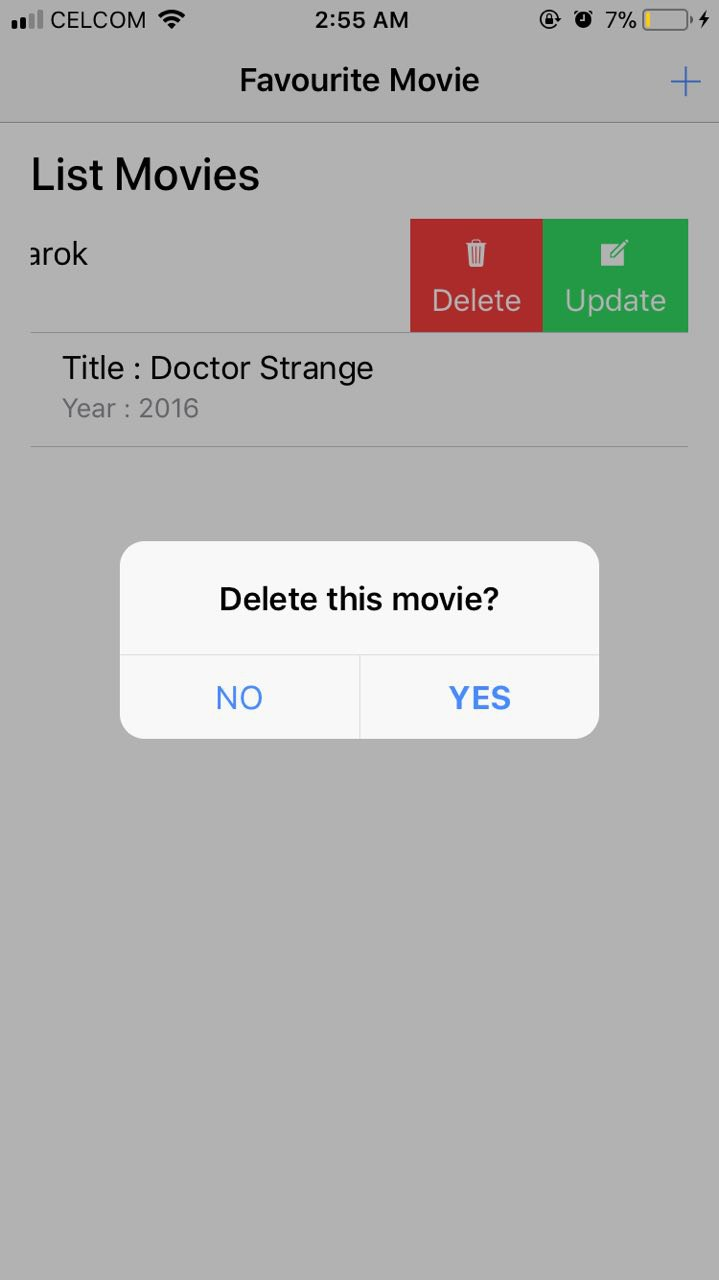 CELCOM 2:55 AM 7%
Favourite Movie +
List Movies
arok
Delete Update
Title : Doctor Strange
Year : 2016
Delete this movie?
NO YES